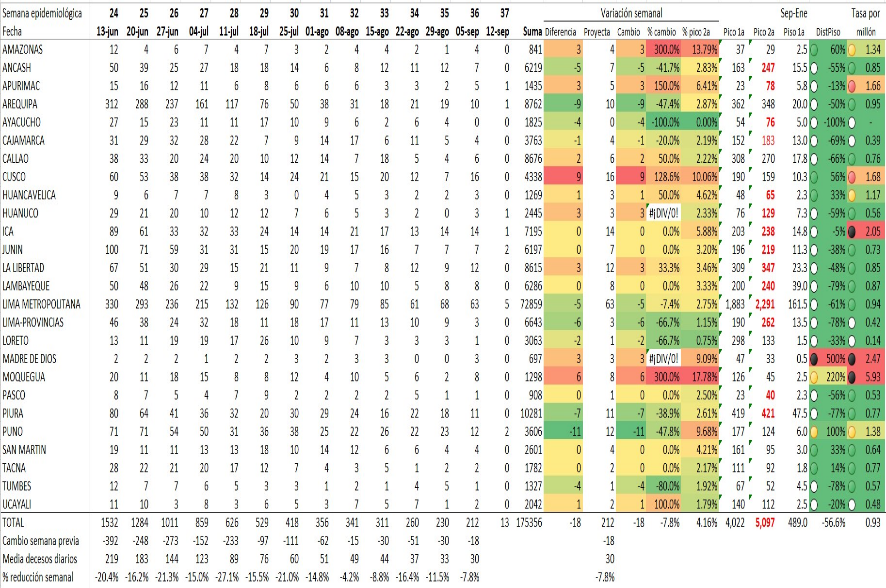 Semana epidemiológica 24 25 26 27 28 29 30 31 32 33 34 35 36 37 Variación semanal Sep-Ene Tasa por
Fecha 13-jun 20-jun 27-jun 04-jul 11-jul 18-jul 25-jul 01-ago 08-ago 15-ago 22-ago 29-ago 05-sep 12-sep Suma Diferencia Proyecta Cambio % cambio % pico 2a Pico 1a Pico 2a Piso 1a DistPiso millón
AMAZONAS 12 4 6 7 4 7 3 2 4 4 2 1 4 0 841 3 4 3 300.0% 13.79% 37 29 2.5 60% 1.34
ANCASH 50 39 25 27 18 18 14 6 8 12 11 12 7 0 6219 -5 7 -5 -41.7% 2.83% 163 247 15.5 -55% 0.85
APURIMAC 15 16 12 11 6 8 6 6 6 3 3 2 5 1 1435 3 5 3 150.0% 6.41% 23 78 5.8 -13% 1.66
AREQUIPA 312 288 237 161 117 76 50 38 31 18 21 19 10 1 8762 -9 10 -9 -47.4% 2.87% 362 348 20.0 -50% 0.95
AYACUCHO 27 15 23 11 11 17 10 9 6 2 6 4 0 0 1825 -4 0 -4 -100.0% 0.00% 54 76 5.0 -100% -
CAJAMARCA 31 29 32 28 22 7 9 14 17 6 11 5 4 0 3763 -1 4 -1 -20.0% 2.19% 152 183 13.0 -69% 0.39
CALLAO 38 33 20 24 20 10 12 14 7 18 5 4 6 0 8676 2 6 2 50.0% 2.22% 308 270 17.8 -66% 0.76
CUSCO 60 53 38 38 32 14 24 21 15 20 12 7 16 0 4338 9 16 9 128.6% 10.06% 190 159 10.3 56% 1.68
HUANCAVELICA 9 6 7 7 8 3 0 4 5 3 2 2 3 0 1269 1 3 1 50.0% 4.62% 48 65 2.3 33% 1.17
HUANUCO 29 21 20 10 12 12 7 6 5 3 2 0 3 1 2445 3 3 3 #¡DIV/0! 2.33% 76 129 7.3 -59% 0.56
ICA 89 61 33 32 33 24 14 14 21 17 13 14 14 1 7195 0 14 0 0.0% 5.88% 203 238 14.8 -5% 2.05
JUNIN 100 71 59 31 31 15 20 19 17 16 7 7 7 2 6197 0 7 0 0.0% 3.20% 196 219 11.3 -38% 0.73
LA LIBERTAD 67 51 30 29 15 21 11 9 7 8 12 9 12 0 8615 3 12 3 33.3% 3.46% 309 347 23.3 -48% 0.85
LAMBAYEQUE 50 48 26 22 9 15 9 6 10 10 5 8 8 0 6286 0 8 0 0.0% 3.33% 200 240 39.0 -79% 0.87
LIMA METROPOLITANA 330 293 236 215 132 126 90 77 79 85 61 68 63 5 72859 -5 63 -5 -7.4% 2.75% 1,883 2,291 161.5 -61% 0.94
LIMA-PROVINCIAS 46 38 24 32 18 11 18 17 11 13 10 9 3 0 6643 -6 3 -6 -66.7% 1.15% 190 262 13.5 -78% 0.42
LORETO 13 11 19 19 17 26 10 9 7 3 3 3 1 0 3063 -2 1 -2 -66.7% 0.75% 298 133 1.5 -33% 0.14
MADRE DE DIOS 2 2 2 1 2 3 1 2 3 3 0 0 3 0 697 3 3 3 #¡DIV/0! 9.09% 47 33 0.5 500% 2.47
MOQUEGUA 20 11 18 15 8 8 12 4 10 5 6 2 8 0 1298 6 8 6 300.0% 17.78% 126 45 2.5 220% 5.93
PASCO 8 7 5 4 7 9 2 2 2 2 5 1 1 0 908 0 1 0 0.0% 2.50% 23 40 2.3 -56% 0.53
PIURA 80 64 41 36 32 20 30 29 24 16 22 18 11 0 10281 -7 11 -7 -38.9% 2.61% 419 421 47.5 -77% 0.77
PUNO 71 71 54 50 31 36 38 25 22 26 22 23 12 2 3606 -11 12 -11 -47.8% 9.68% 177 124 6.0 100% 1.38
SAN MARTIN 19 11 11 13 13 18 10 14 12 6 6 4 4 0 2601 0 4 0 0.0% 4.21% 161 95 3.0 33% 0.64
TACNA 28 22 21 20 17 12 7 4 3 5 1 2 2 0 1782 0 2 0 0.0% 2.17% 111 92 1.8 14% 0.77
TUMBES 12 7 7 6 5 3 3 1 2 1 4 5 1 0 1327 -4 1 -4 -80.0% 1.92% 67 52 4.5 -78% 0.57
UCAYALI 11 10 3 8 3 6 5 3 7 5 7 1 2 0 2042 1 2 1 100.0% 1.79% 140 112 2.5 -20% 0.48
TOTAL 1532 1284 1011 859 626 529 418 356 341 311 260 230 212 13 175356 -18 212 -18 -7.8% 4.16% 4,022 5,097 489.0 -56.6% 0.93
Cambio semana previa -392 -248 -273 -152 -233 -97 -111 -62 -15 -30 -51 -30 -18 -18
Media decesos diarios 219 183 144 123 89 76 60 51 49 44 37 33 30 30
% reducción semanal -20.4% -16.2% -21.3% -15.0% -27.1% -15.5% -21.0% -14.8% -4.2% -8.8% -16.4% -11.5% -7.8% -7.8%